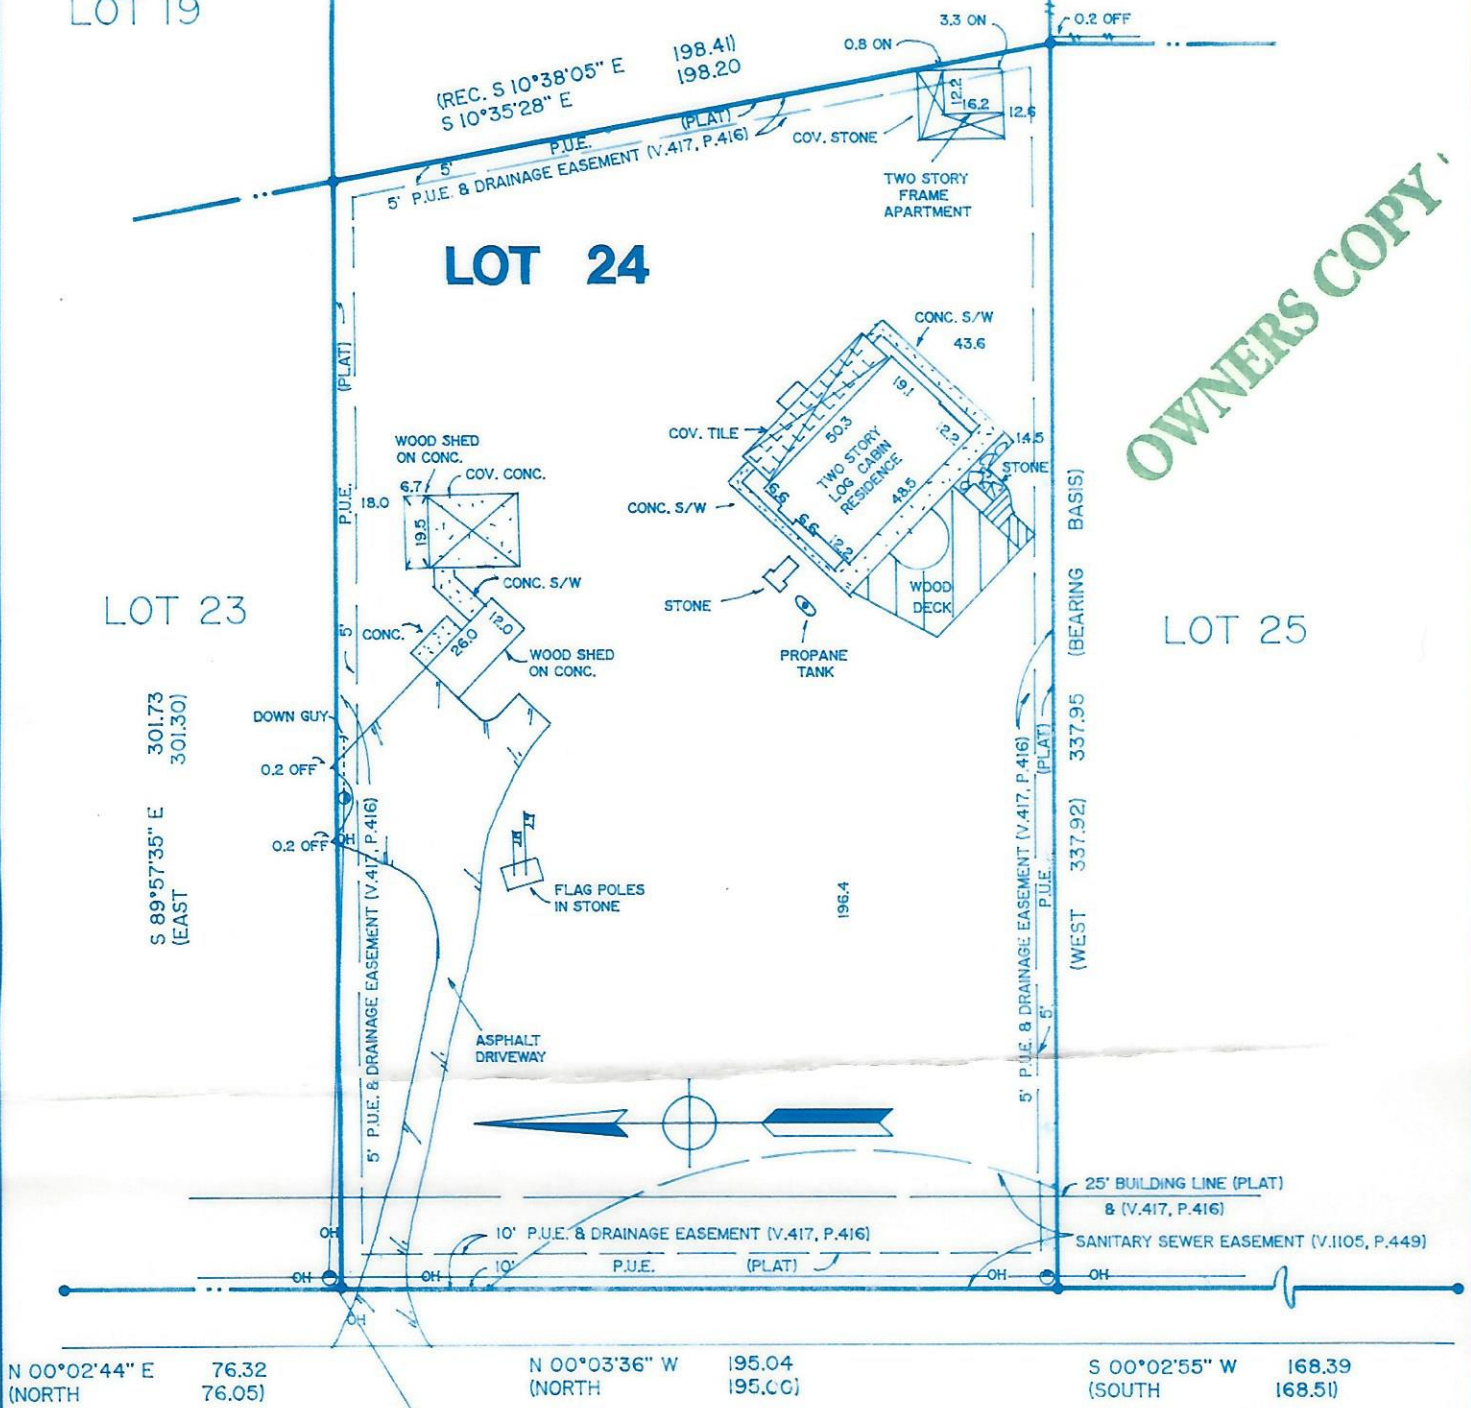 LOT 19
(REC. S 10°38'05" E 198.41)
S 10°35'28" E 198.20
3.3 ON
0.8 ON
0.2 OFF
12.2
16.2
12.6
COV. STONE
TWO STORY
FRAME
APARTMENT
5' P.U.E. (PLAT)
5' P.U.E. & DRAINAGE EASEMENT (V.417, P.416)
LOT 24
OWNERS COPY
(PLAT)
P.U.E.
5'
CONC. S/W
43.6
19.1
50.3
12.2
14.5
STONE
COV. TILE
TWO STORY
LOG CABIN
RESIDENCE
48.5
6.6
6.6
12.2
CONC. S/W
WOOD
DECK
STONE
PROPANE
TANK
WOOD SHED
ON CONC.
COV. CONC.
6.7
18.0
19.5
CONC. S/W
CONC.
12.0
26.0
WOOD SHED
ON CONC.
LOT 23
LOT 25
S 89°57'35" E 301.73
(EAST 301.30)
DOWN GUY
0.2 OFF
0.2 OFF
OH
5' P.U.E. & DRAINAGE EASEMENT (V.417, P.416)
FLAG POLES
IN STONE
196.4
ASPHALT
DRIVEWAY
5' P.U.E. & DRAINAGE EASEMENT (V.417, P.416)
5' P.U.E. (PLAT)
(WEST 337.92) 337.95 (BEARING BASIS)
25' BUILDING LINE (PLAT)
& (V.417, P.416)
SANITARY SEWER EASEMENT (V.1105, P.449)
OH
10' P.U.E. & DRAINAGE EASEMENT (V.417, P.416)
10' P.U.E. (PLAT)
OH
OH
OH
OH
OH
N 00°02'44" E 76.32
(NORTH 76.05)
N 00°03'36" W 195.04
(NORTH 195.00)
S 00°02'55" W 168.39
(SOUTH 168.51)